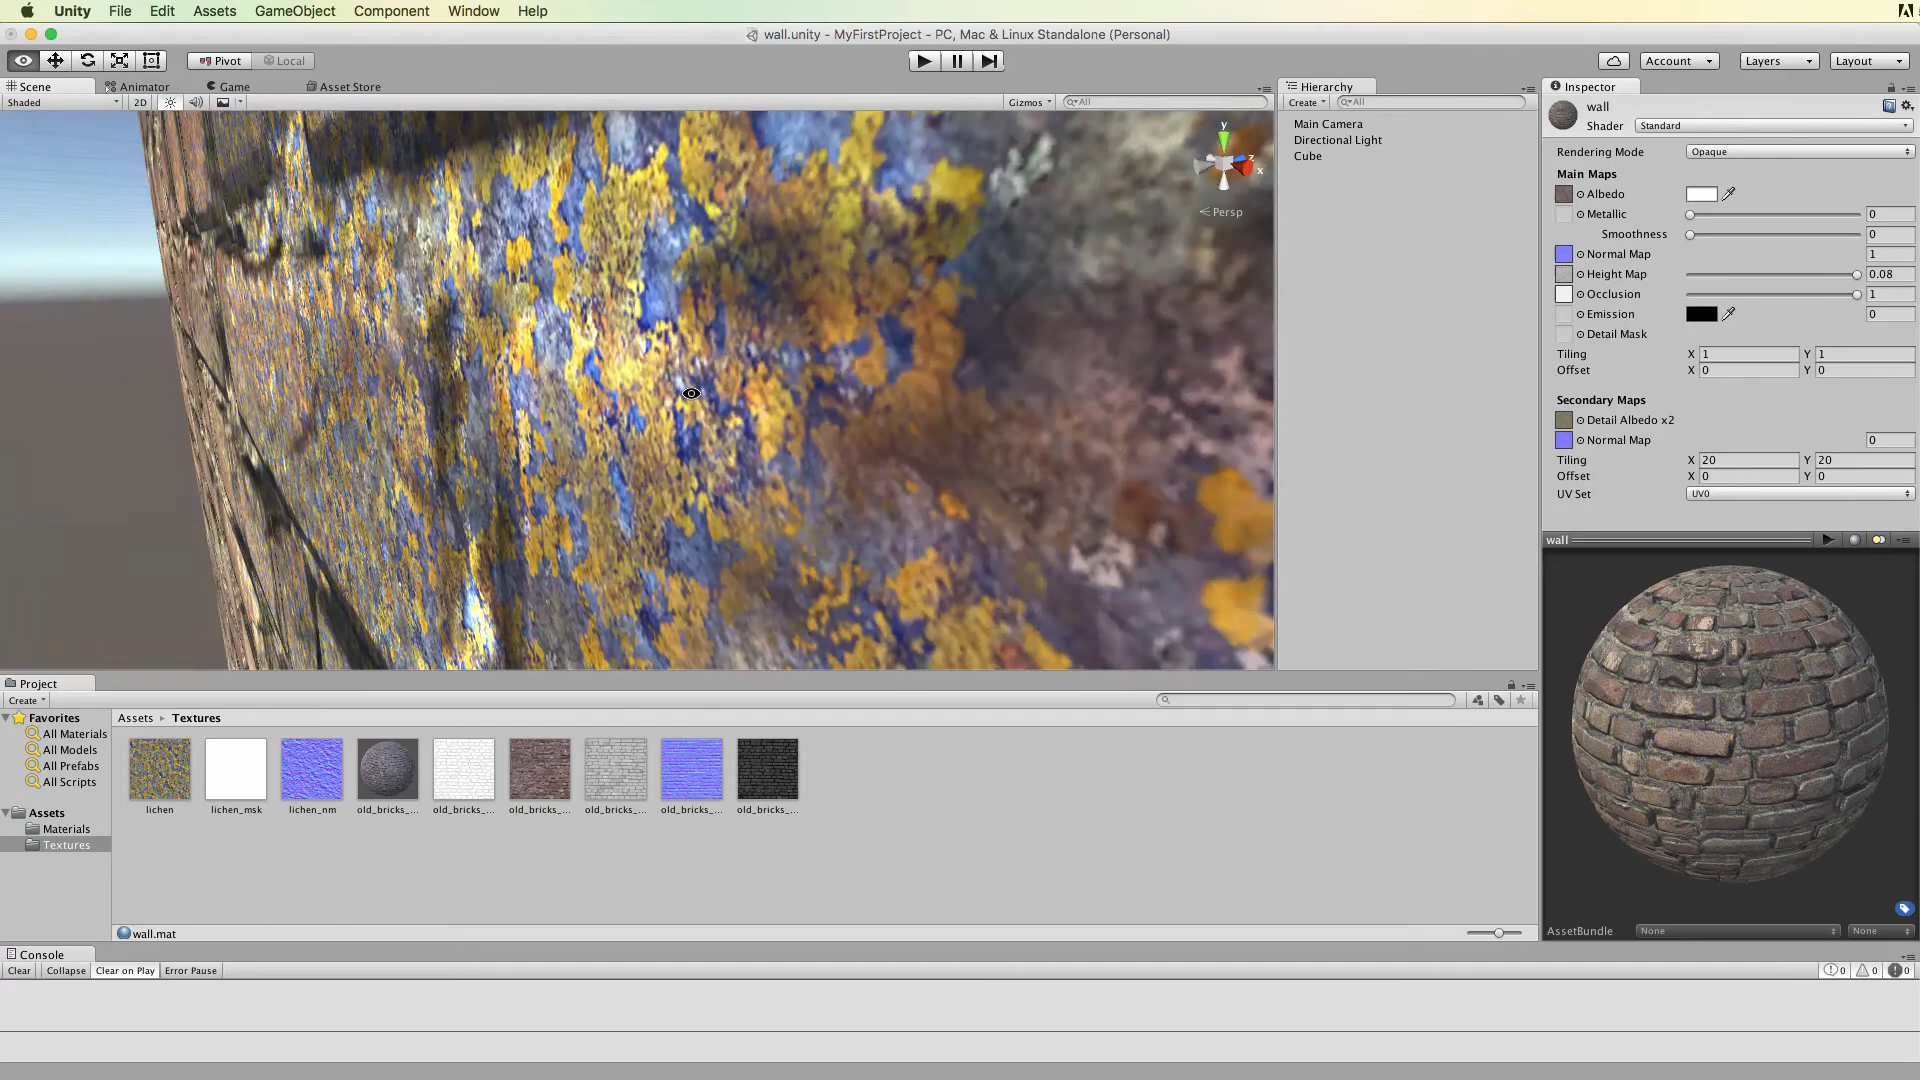 Unity File Edit Assets GameObject Component Window Help
wall.unity - MyFirstProject - PC, Mac & Linux Standalone (Personal)
Pivot Local Account Layers Layout
Scene Animator Game Asset Store
Shaded 2D Gizmos All
y
z
x
Persp
Hierarchy
Create All
Main Camera
Directional Light
Cube
Inspector
wall
Shader Standard
Rendering Mode Opaque
Main Maps
Albedo
Metallic 0
Smoothness 0
Normal Map 1
Height Map 0.08
Occlusion 1
Emission 0
Detail Mask
Tiling X 1 Y 1
Offset X 0 Y 0
Secondary Maps
Detail Albedo x2
Normal Map 0
Tiling X 20 Y 20
Offset X 0 Y 0
UV Set UV0
wall
AssetBundle None None
Project
Create
Favorites
All Materials
All Models
All Prefabs
All Scripts
Assets
Materials
Textures
Assets Textures
lichen lichen_msk lichen_nm old_bricks_... old_bricks_... old_bricks_... old_bricks_... old_bricks_... old_bricks_...
wall.mat
Console
Clear Collapse Clear on Play Error Pause 0 0 0